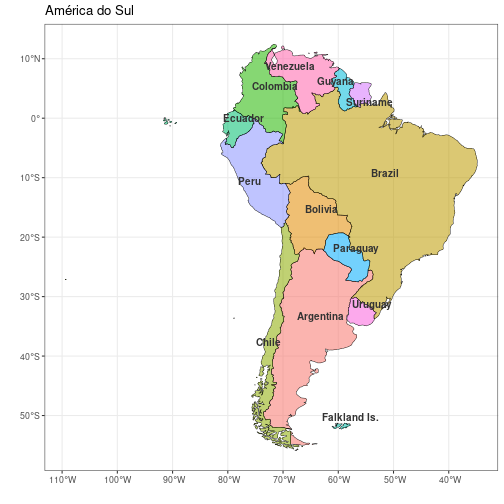 América do Sul
10°N
0°
10°S
20°S
30°S
40°S
50°S
Venezuela
Guyana
Colombia
Suriname
Ecuador
Brazil
Peru
Bolivia
Paraguay
Uruguay
Argentina
Chile
Falkland Is.
110°W 100°W 90°W 80°W 70°W 60°W 50°W 40°W